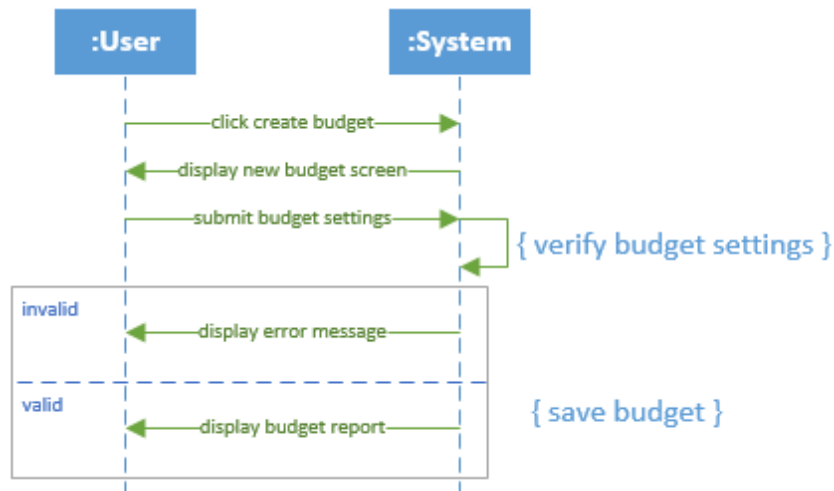 :User
:System
click create budget
display new budget screen
submit budget settings
{ verify budget settings }
invalid
display error message
valid
{ save budget }
display budget report